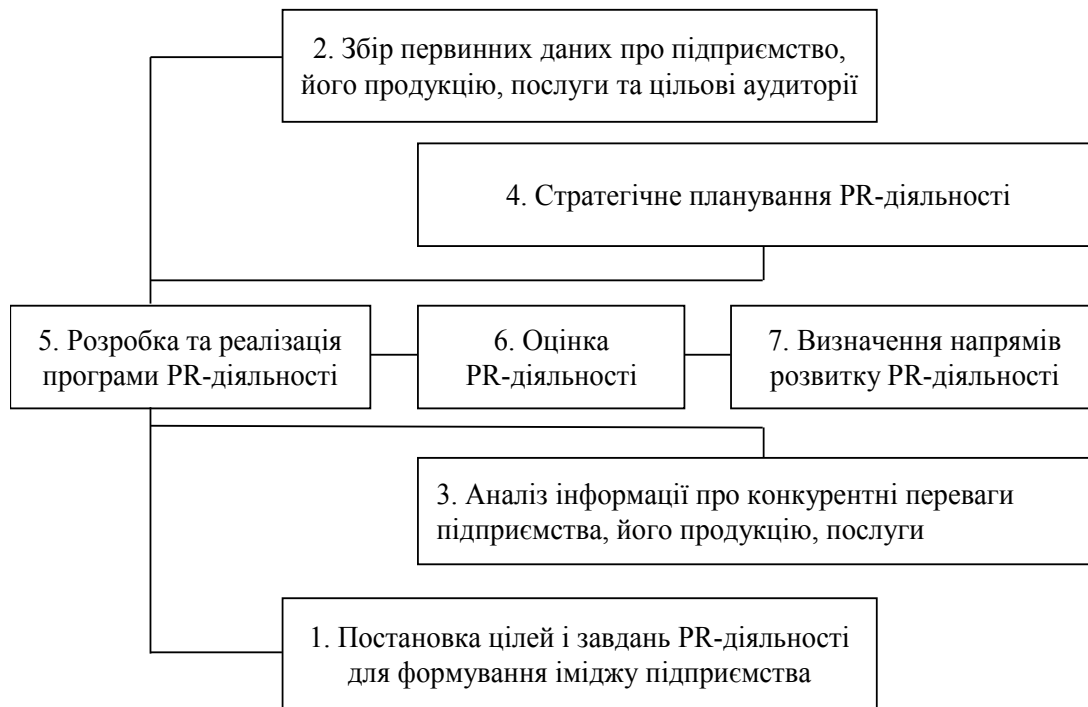 2. Збір первинних даних про підприємство,
його продукцію, послуги та цільові аудиторії
4. Стратегічне планування PR-діяльності
5. Розробка та реалізація
програми PR-діяльності
6. Оцінка
PR-діяльності
7. Визначення напрямів
розвитку PR-діяльності
3. Аналіз інформації про конкурентні переваги
підприємства, його продукцію, послуги
1. Постановка цілей і завдань PR-діяльності
для формування іміджу підприємства